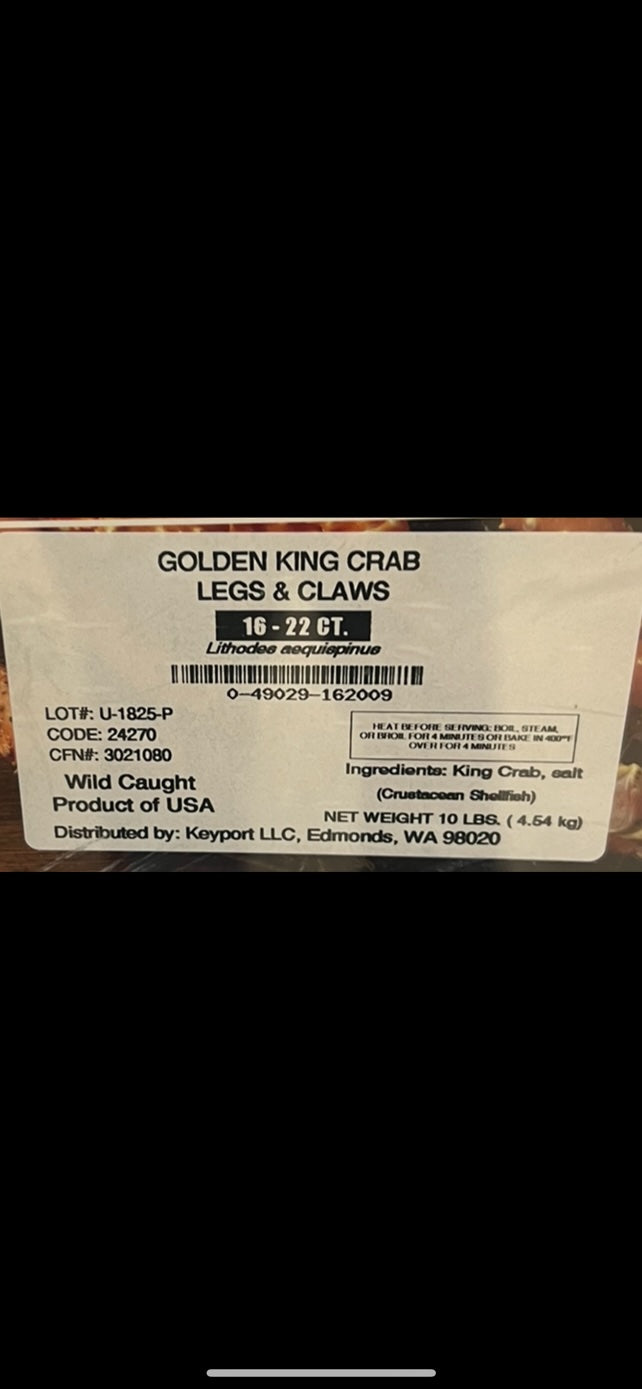 GOLDEN KING CRAB
LEGS & CLAWS
16 - 22 CT.
Lithodes aequispinus
0-49029-162009
LOT#: U-1825-P
CODE: 24270
CFN#: 3021080
Wild Caught
Product of USA
HEAT BEFORE SERVING: BOIL, STEAM,
OR BROIL FOR 4 MINUTES OR BAKE IN 400°F
OVER FOR 4 MINUTES
Ingredients: King Crab, salt
(Crustacean Shellfish)
NET WEIGHT 10 LBS. ( 4.54 kg)
Distributed by: Keyport LLC, Edmonds, WA 98020